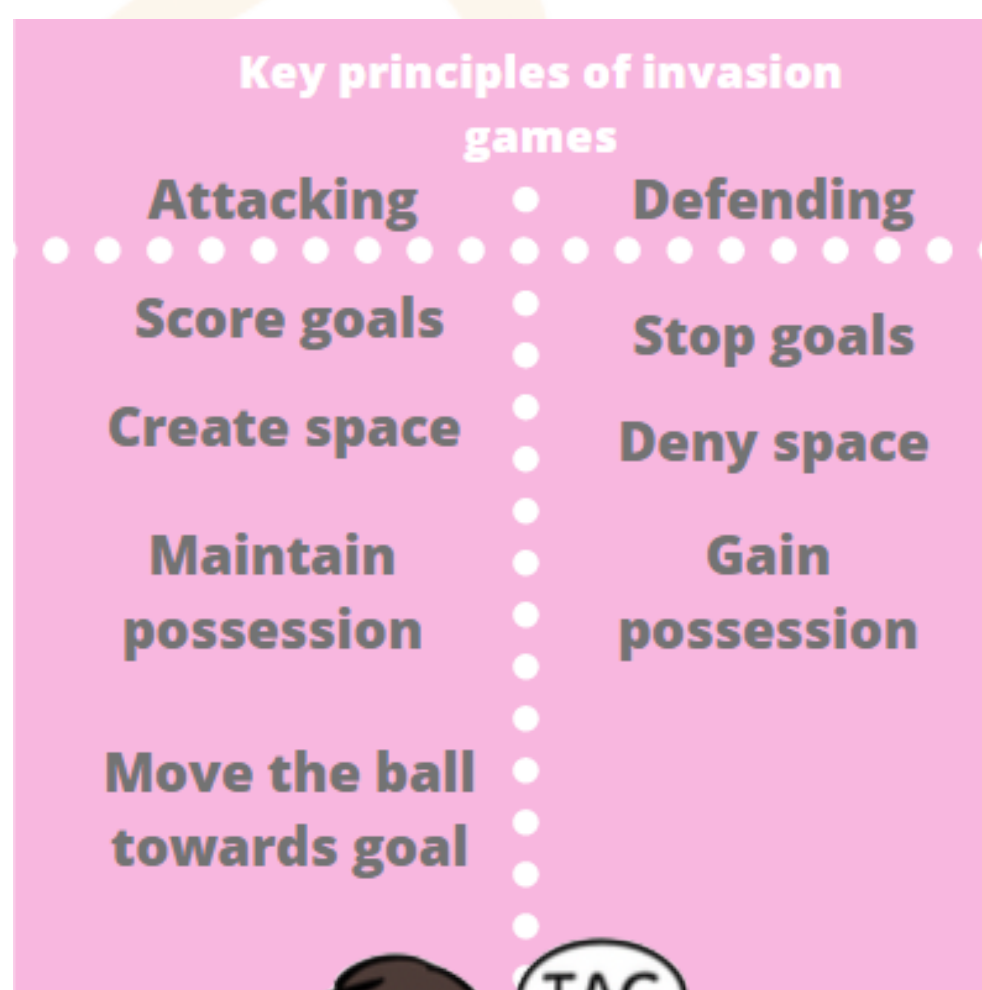 Key principles of invasion
games
Attacking
Defending
Score goals
Stop goals
Create space
Deny space
Maintain
possession
Gain
possession
Move the ball
towards goal